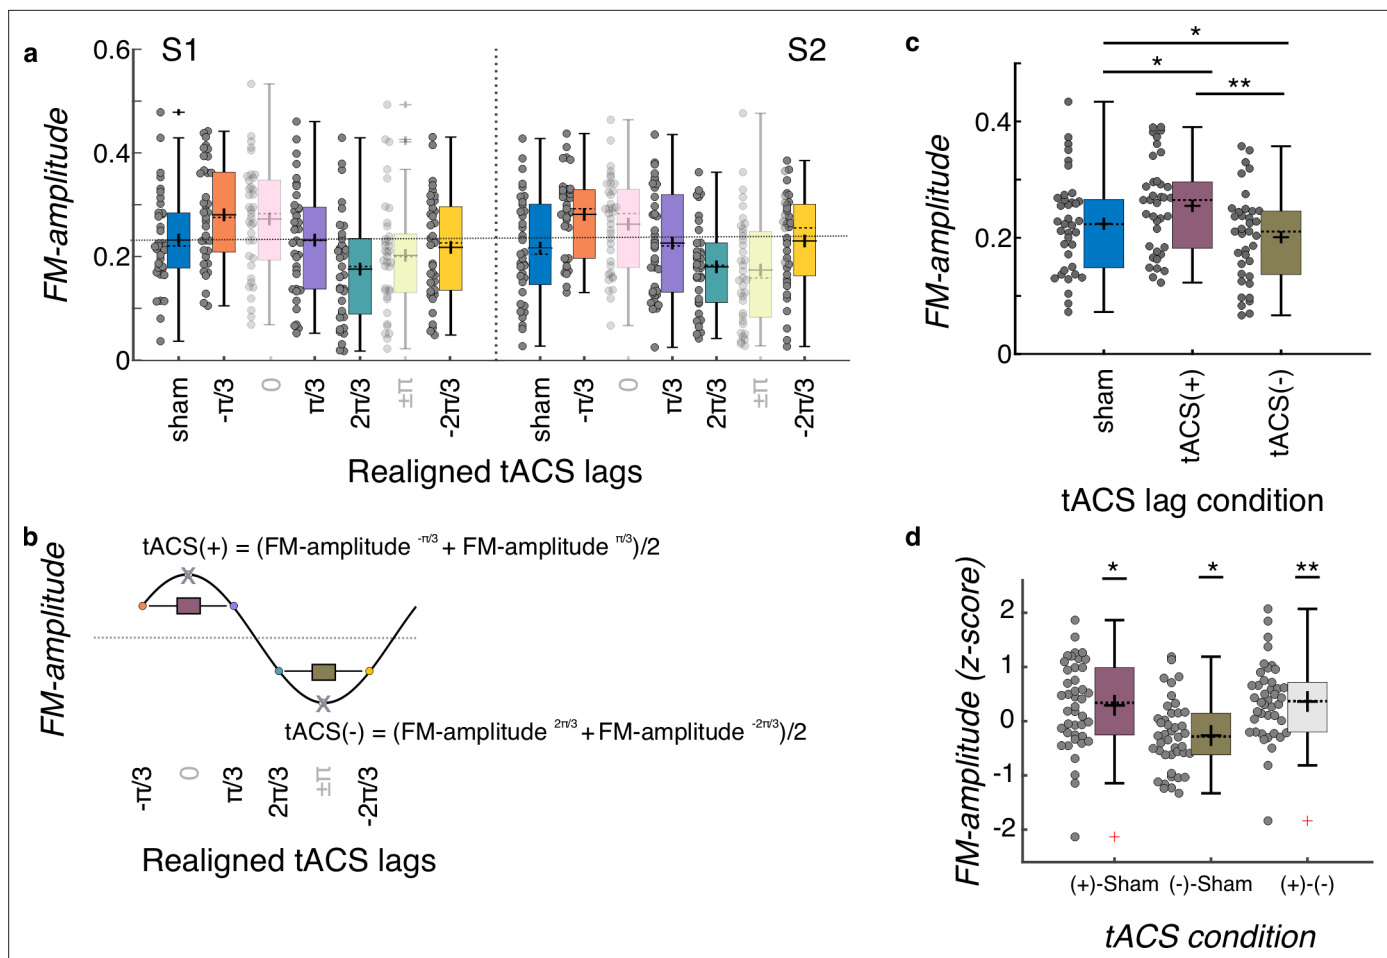 a
S1
S2
FM-amplitude
0.6
0.4
0.2
0
sham
-π/3
0
π/3
2π/3
±π
-2π/3
sham
-π/3
0
π/3
2π/3
±π
-2π/3
Realigned tACS lags
b
FM-amplitude
tACS(+) = (FM-amplitude -π/3 + FM-amplitude π/3)/2
tACS(-) = (FM-amplitude 2π/3 + FM-amplitude -2π/3)/2
-π/3
0
π/3
2π/3
±π
-2π/3
Realigned tACS lags
c
*
*
**
FM-amplitude
0.4
0.2
0
sham
tACS(+)
tACS(-)
tACS lag condition
d
* * **
FM-amplitude (z-score)
2
1
0
-1
-2
(+)-Sham (-)-Sham (+)-(-)
tACS condition